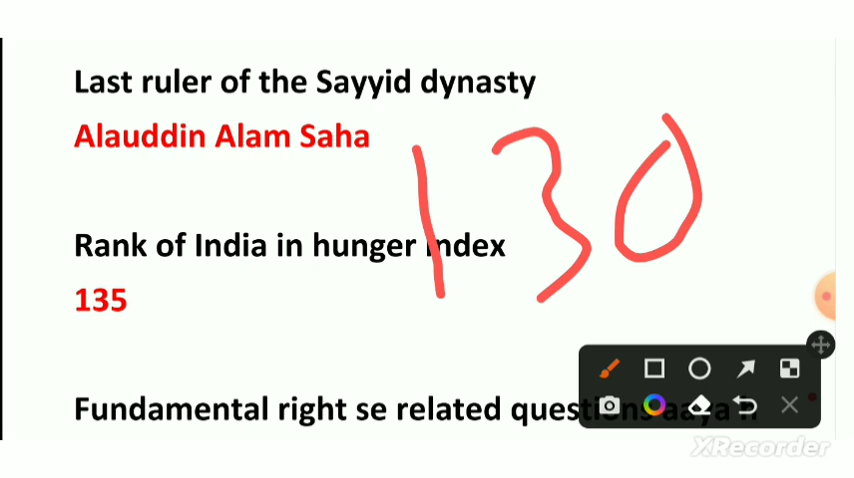 Last ruler of the Sayyid dynasty
Alauddin Alam Saha
130
Rank of India in hunger index
135
Fundamental right se related questions aaya h
XRecorder